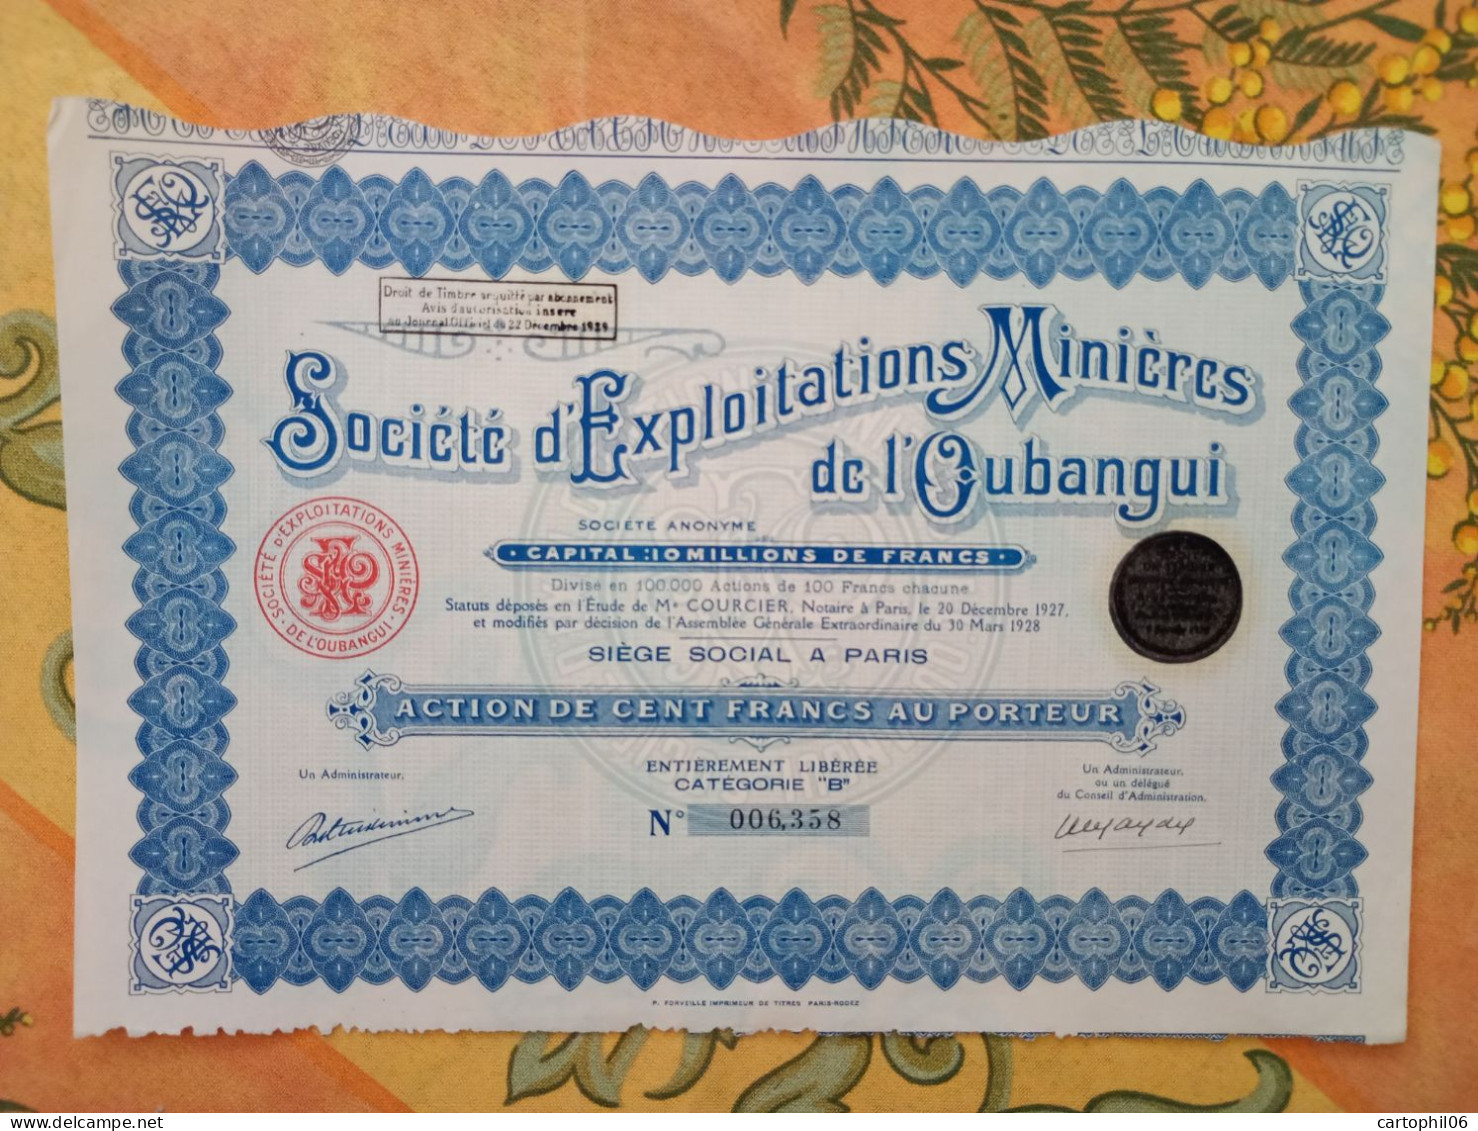 Droit de Timbre acquitté par abonnement
Avis d'autorisation inséré
au Journal Officiel du 22 Décembre 1929
Société d'Exploitations Minières
de l'Oubangui
SOCIÉTÉ ANONYME
CAPITAL : 10 MILLIONS DE FRANCS
Divisé en 100.000 Actions de 100 Francs chacune
Statuts déposés en l'Étude de Me COURCIER, Notaire à Paris, le 20 Décembre 1927,
et modifiés par décision de l'Assemblée Générale Extraordinaire du 30 Mars 1928
SIÈGE SOCIAL A PARIS
SOCIÉTÉ D'EXPLOITATIONS MINIÈRES
DE L'OUBANGUI
ACTION DE CENT FRANCS AU PORTEUR
ENTIÈREMENT LIBÉRÉE
CATÉGORIE "B"
N° 006,358
Un Administrateur,
Un Administrateur,
ou un délégué
du Conseil d'Administration,
P. FORVEILLE IMPRIMEUR DE TITRES PARIS-RODEZ
cartophil06